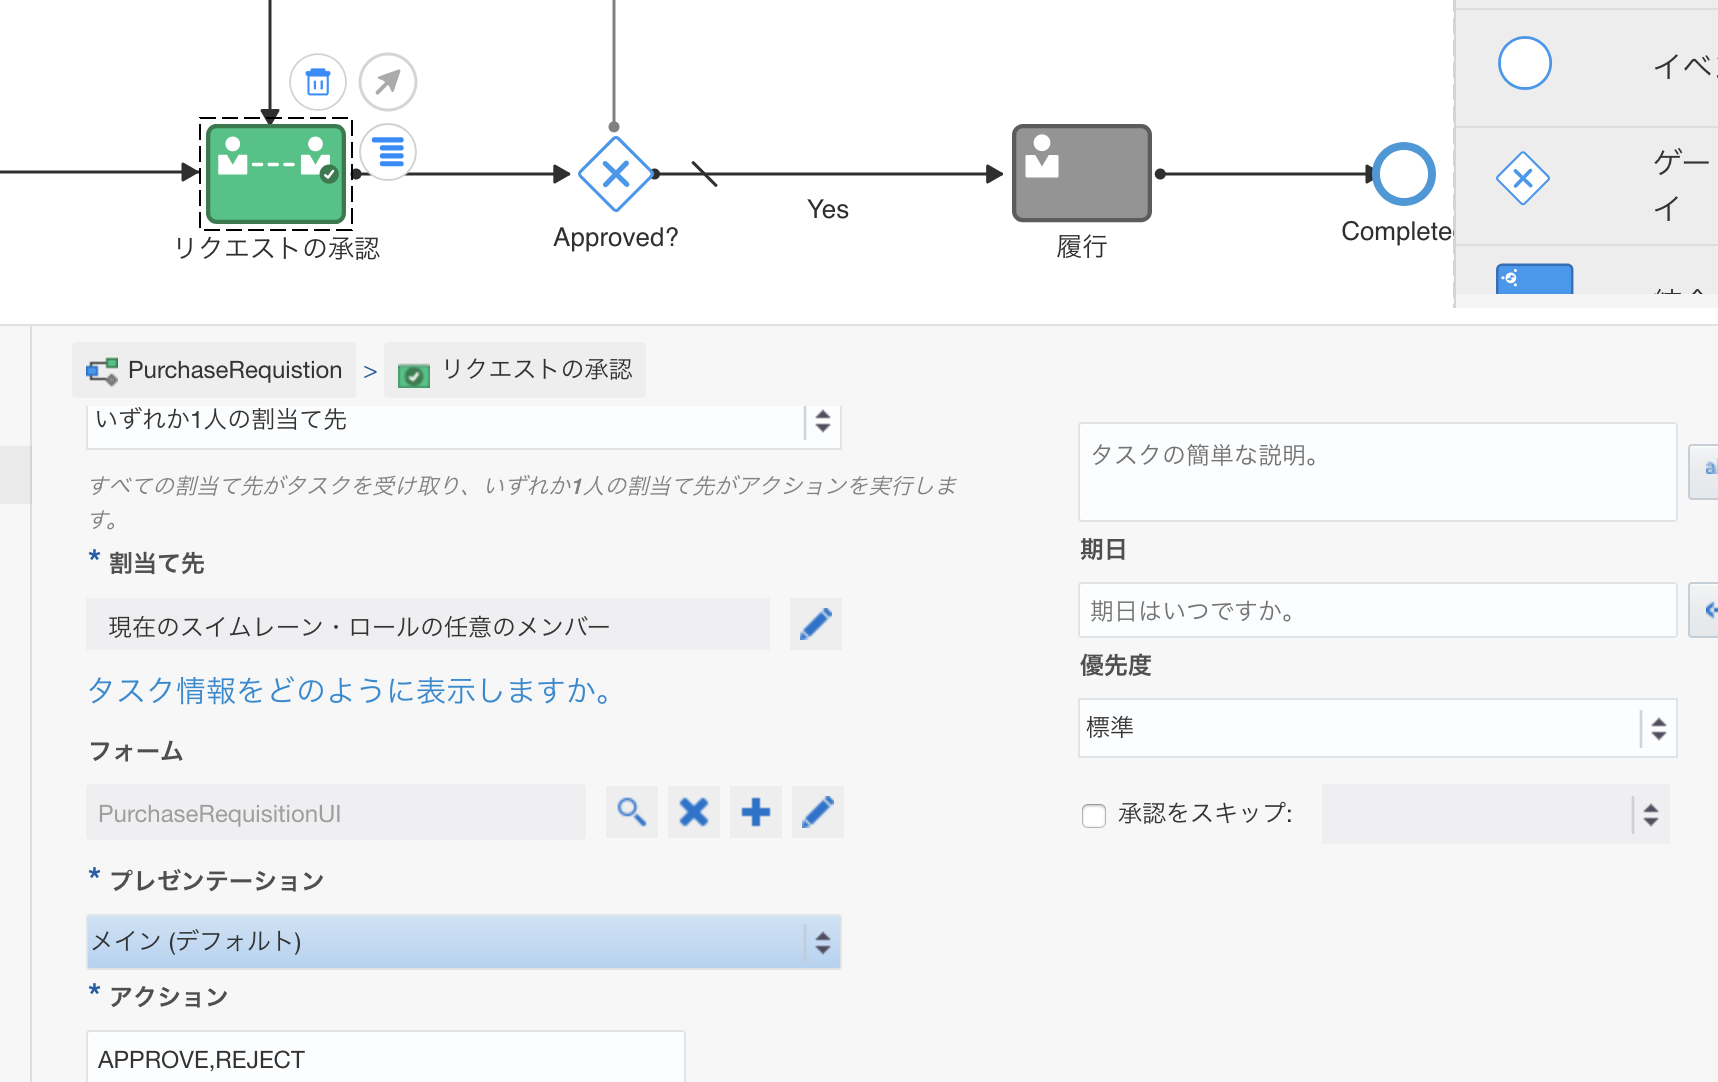 イベ
ゲー
イ
Yes
Approved?
Complete
リクエストの承認
履行
PurchaseRequistion > リクエストの承認
いずれか1人の割当て先
すべての割当て先がタスクを受け取り、いずれか1人の割当て先がアクションを実行しま
す。
* 割当て先
現在のスイムレーン・ロールの任意のメンバー
タスク情報をどのように表示しますか。
フォーム
PurchaseRequisitionUI
* プレゼンテーション
メイン (デフォルト)
* アクション
APPROVE,REJECT
タスクの簡単な説明。
期日
期日はいつですか。
優先度
標準
承認をスキップ: